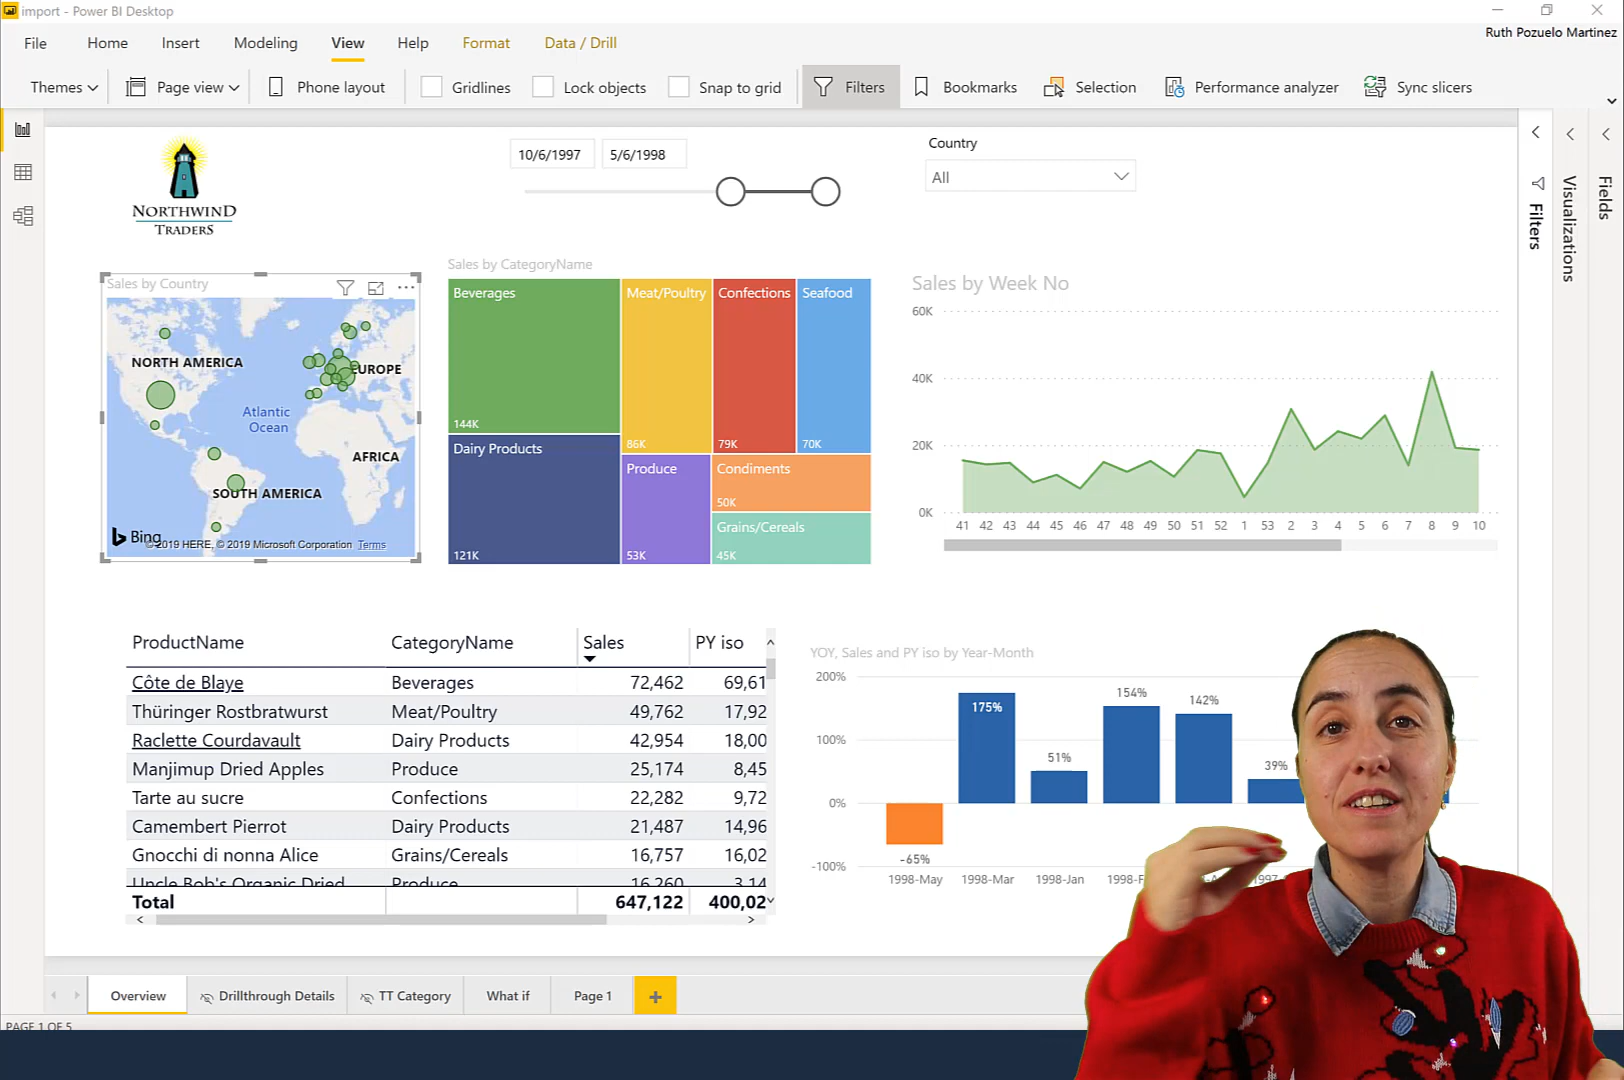 import - Power BI Desktop
Ruth Pozuelo Martinez
File Home Insert Modeling View Help Format Data / Drill
Themes Page view Phone layout Gridlines Lock objects Snap to grid Filters Bookmarks Selection Performance analyzer Sync slicers
NORTHWIND
TRADERS
10/6/1997 5/6/1998
Country
All
Filters
Visualizations
Fields
Sales by Country
NORTH AMERICA
EUROPE
Atlantic
Ocean
AFRICA
SOUTH AMERICA
Bing
© 2019 HERE, © 2019 Microsoft Corporation Terms
Sales by CategoryName
Beverages
144K
Meat/Poultry
86K
Confections
79K
Seafood
70K
Dairy Products
121K
Produce
53K
Condiments
50K
Grains/Cereals
45K
Sales by Week No
60K
40K
20K
0K
41 42 43 44 45 46 47 48 49 50 51 52 1 53 2 3 4 5 6 7 8 9 10
ProductName CategoryName Sales PY iso
Côte de Blaye Beverages 72,462 69,61
Thüringer Rostbratwurst Meat/Poultry 49,762 17,92
Raclette Courdavault Dairy Products 42,954 18,00
Manjimup Dried Apples Produce 25,174 8,45
Tarte au sucre Confections 22,282 9,72
Camembert Pierrot Dairy Products 21,487 14,96
Gnocchi di nonna Alice Grains/Cereals 16,757 16,02
Uncle Bob's Organic Dried Produce 16,260 3,14
Total 647,122 400,02
YOY, Sales and PY iso by Year-Month
200%
100%
0%
-100%
-65%
175%
51%
154%
142%
39%
1998-May 1998-Mar 1998-Jan 1998-F
Overview Drillthrough Details TT Category What if Page 1 +
PAGE 1 OF 5